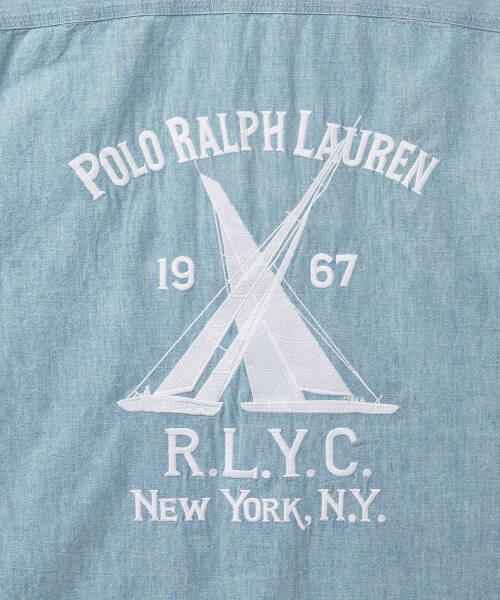 POLO RALPH LAUREN
19 67
R.L.Y.C.
NEW YORK, N.Y.